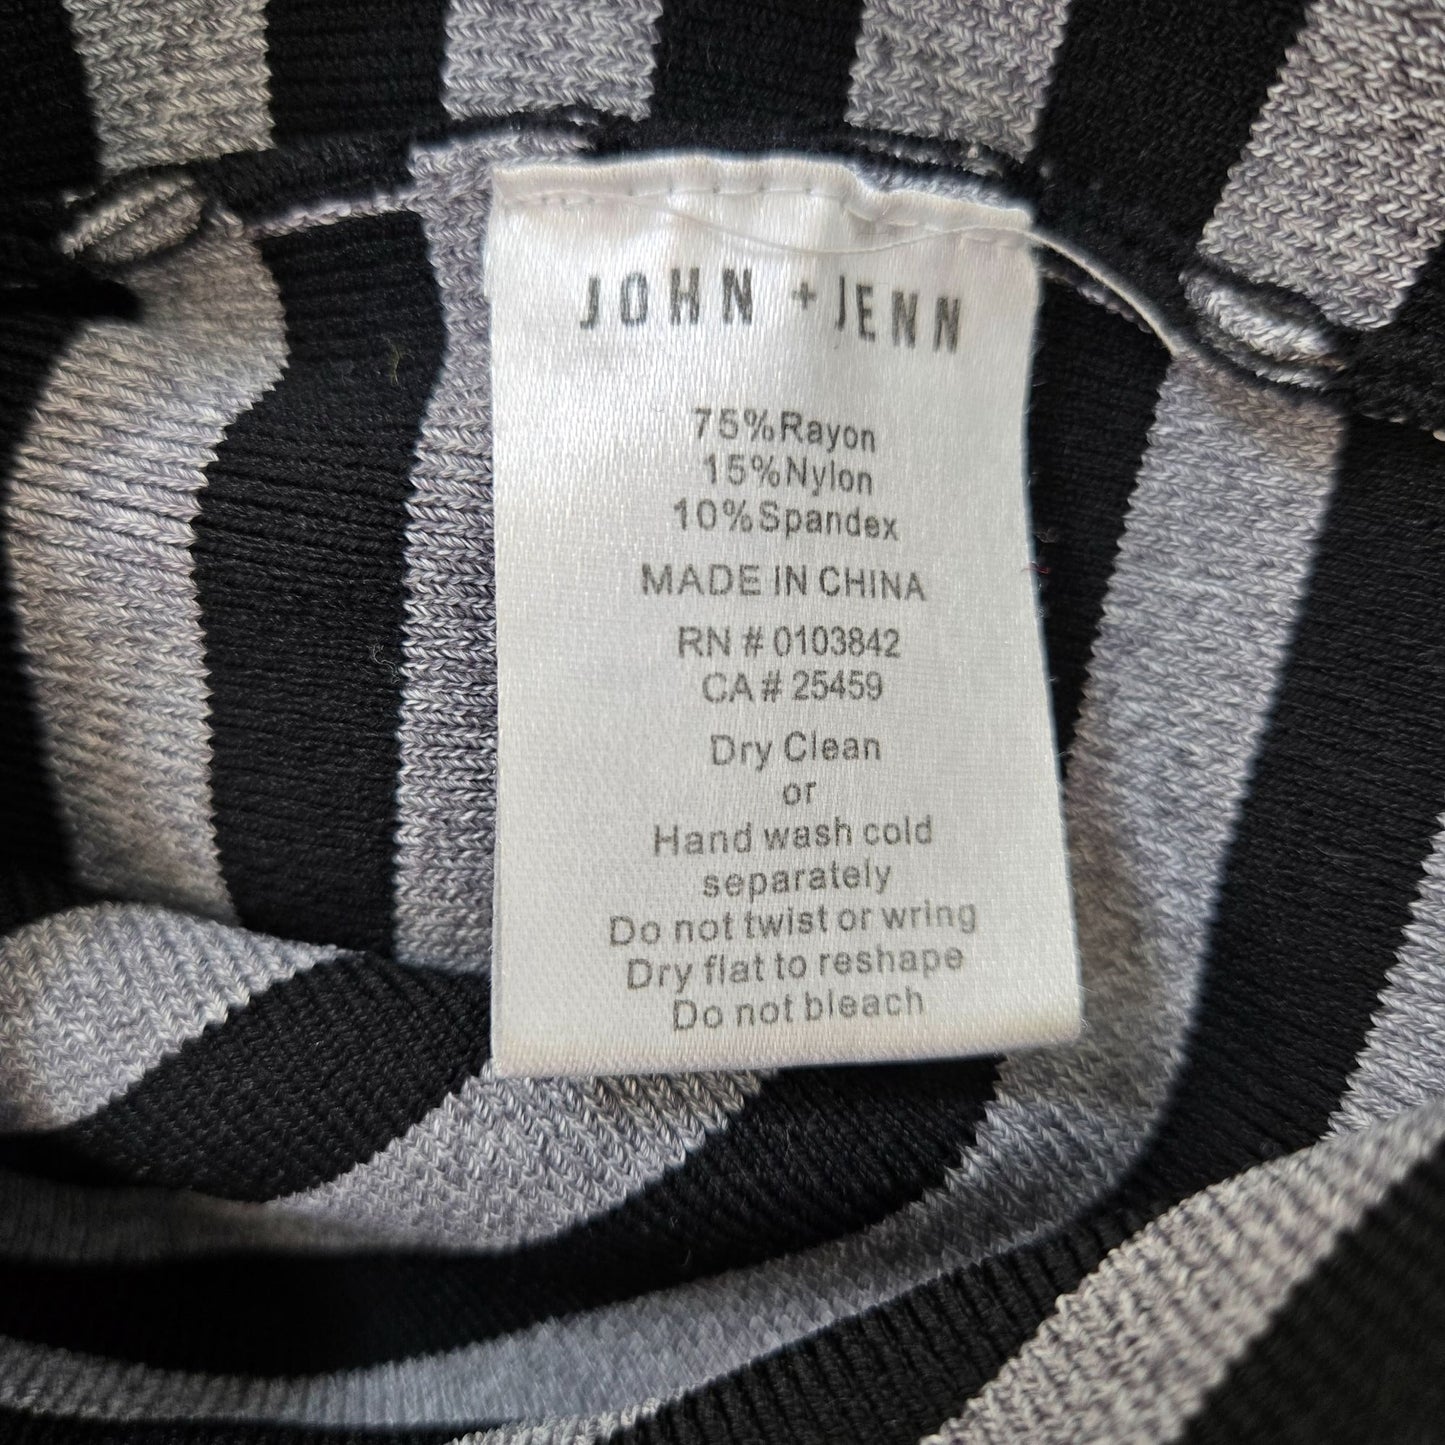 JOHN + JENN
75%Rayon
15%Nylon
10%Spandex
MADE IN CHINA
RN # 0103842
CA # 25459
Dry Clean
or
Hand wash cold
separately
Do not twist or wring
Dry flat to reshape
Do not bleach